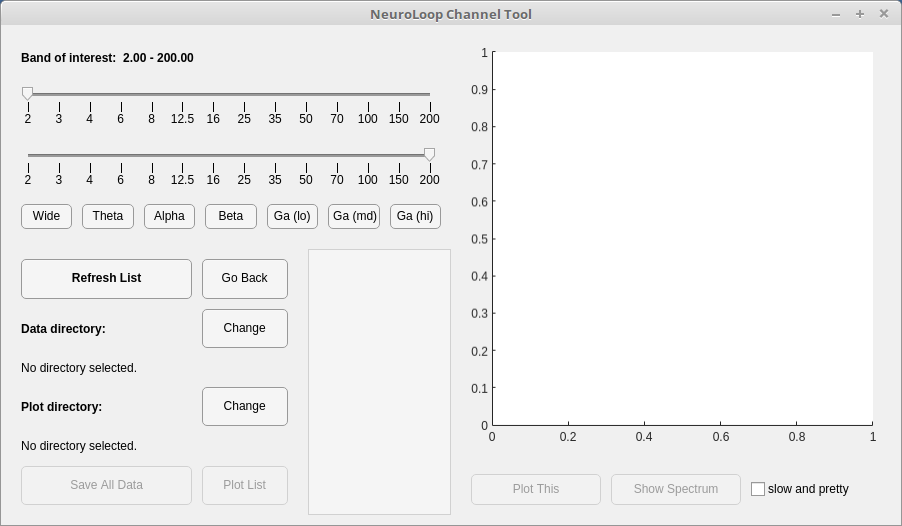 NeuroLoop Channel Tool
Band of interest: 2.00 - 200.00
2 3 4 6 8 12.5 16 25 35 50 70 100 150 200
2 3 4 6 8 12.5 16 25 35 50 70 100 150 200
Wide Theta Alpha Beta Ga (lo) Ga (md) Ga (hi)
Refresh List Go Back
Data directory: Change
No directory selected.
Plot directory: Change
No directory selected.
Save All Data Plot List
1
0.9
0.8
0.7
0.6
0.5
0.4
0.3
0.2
0.1
0
0 0.2 0.4 0.6 0.8 1
Plot This Show Spectrum slow and pretty